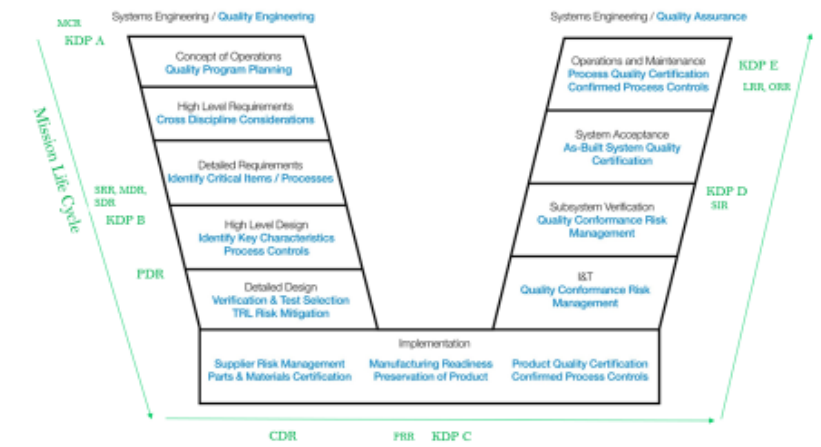 Systems Engineering / Quality Engineering
MCR
KDP A
Mission Life Cycle
Concept of Operations
Quality Program Planning
High Level Requirements
Cross Discipline Considerations
Detailed Requirements
Identify Critical Items / Processes
SRR, MDR,
SDR
KDP B
High Level Design
Identify Key Characteristics
Process Controls
PDR
Detailed Design
Verification & Test Selection
TRL Risk Mitigation
Implementation
Supplier Risk Management
Parts & Materials Certification
Manufacturing Readiness
Preservation of Product
Product Quality Certification
Confirmed Process Controls
CDR
PRR
KDP C
Systems Engineering / Quality Assurance
Operations and Maintenance
Process Quality Certification
Confirmed Process Controls
KDP E
LRR, ORR
System Acceptance
As-Built System Quality
Certification
KDP D
SIR
Subsystem Verification
Quality Conformance Risk
Management
I&T
Quality Conformance Risk
Management